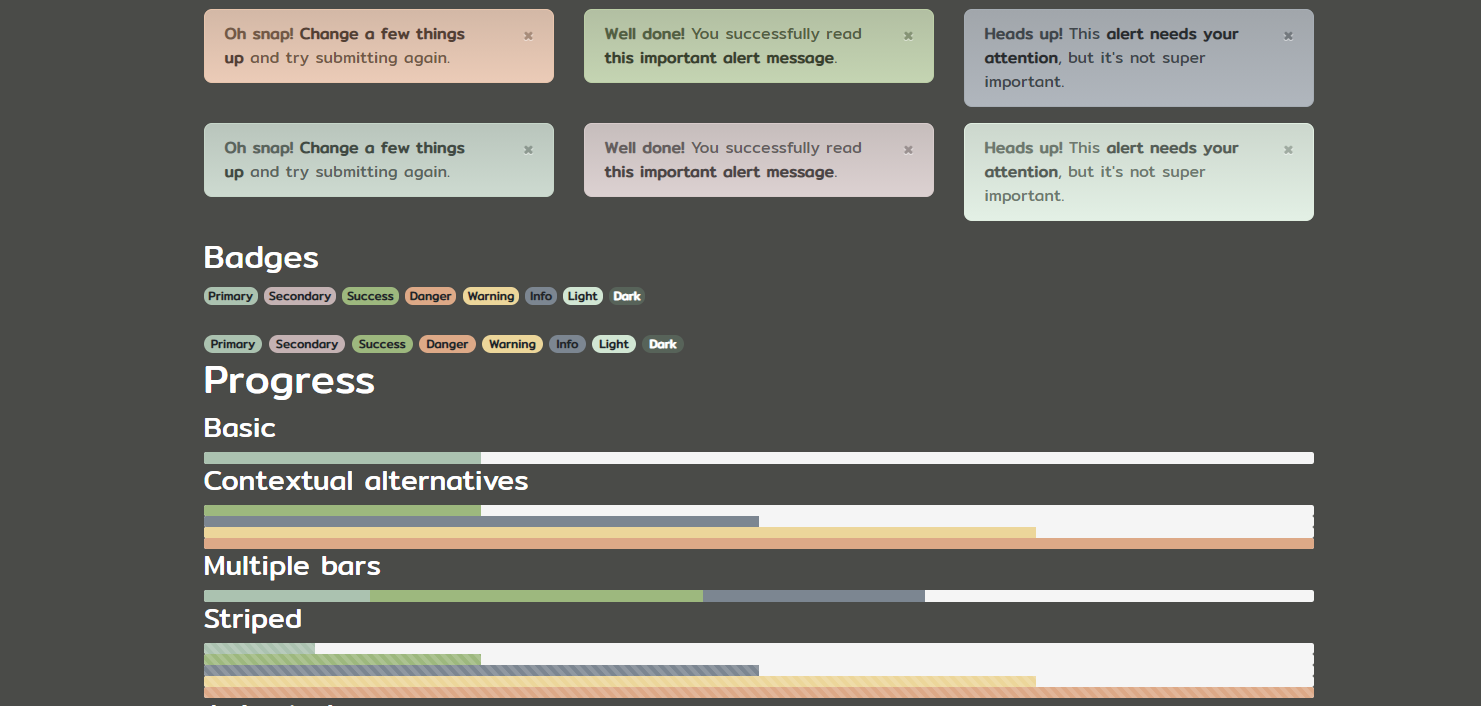 Oh snap! Change a few things
up and try submitting again.
×
Well done! You successfully read
this important alert message.
×
Heads up! This alert needs your
attention, but it's not super
important.
×
Oh snap! Change a few things
up and try submitting again.
×
Well done! You successfully read
this important alert message.
×
Heads up! This alert needs your
attention, but it's not super
important.
×
Badges
Primary Secondary Success Danger Warning Info Light Dark
Primary Secondary Success Danger Warning Info Light Dark
Progress
Basic
Contextual alternatives
Multiple bars
Striped